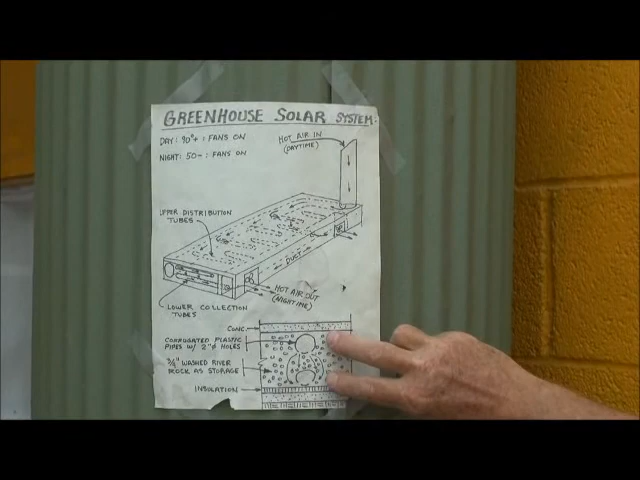 GREENHOUSE SOLAR SYSTEM
DAY: 90°+ : FANS ON
NIGHT: 50- : FANS ON
HOT AIR IN
(DAYTIME)
UPPER DISTRIBUTION
TUBES
DUCT
HOT AIR OUT
(NIGHTTIME)
LOWER COLLECTION
TUBES
CONC.
CORRUGATED PLASTIC
PIPES W/ 2"ø HOLES
3/4" WASHED RIVER
ROCK AS STORAGE
INSULATION